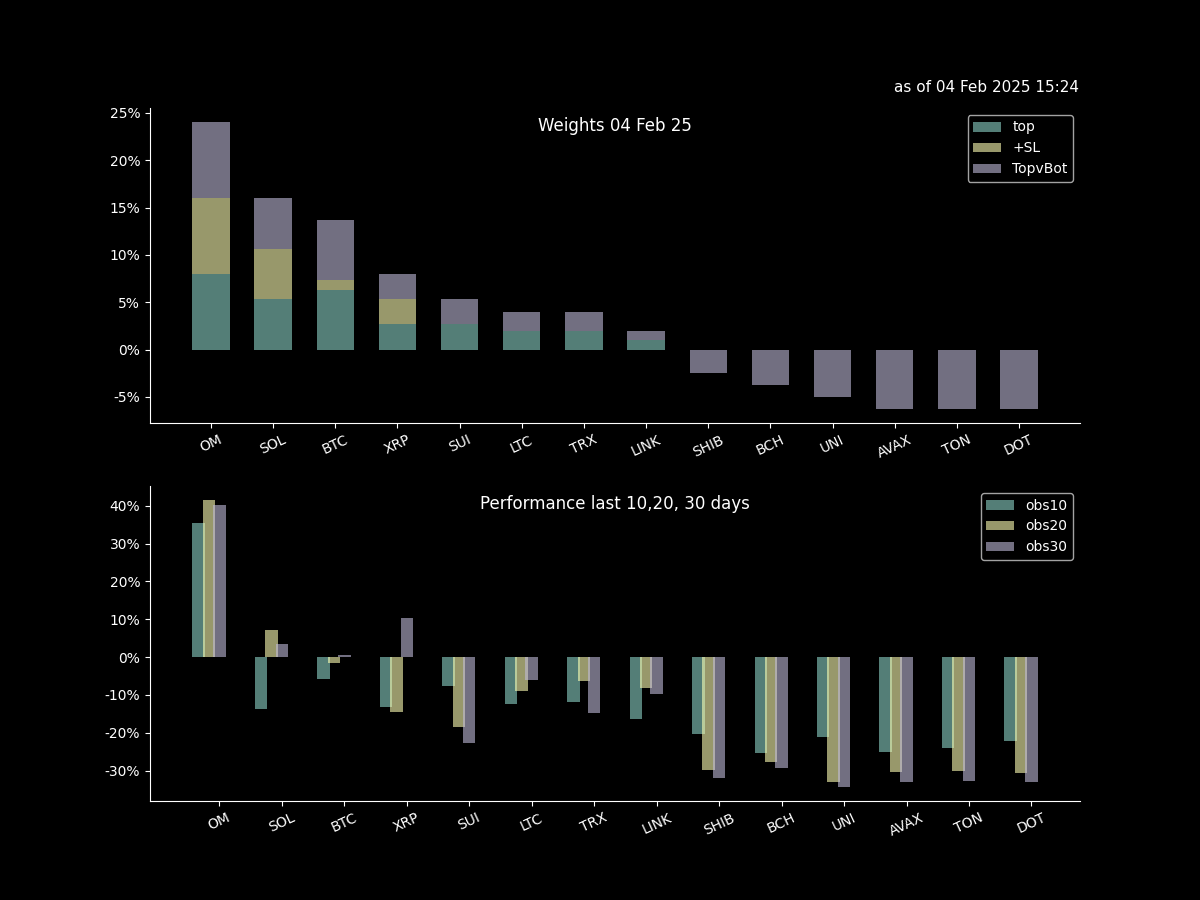 as of 04 Feb 2025 15:24
Weights 04 Feb 25
top
+SL
TopvBot
25%
20%
15%
10%
5%
0%
-5%
OM SOL BTC XRP SUI LTC TRX LINK SHIB BCH UNI AVAX TON DOT
Performance last 10,20, 30 days
obs10
obs20
obs30
40%
30%
20%
10%
0%
-10%
-20%
-30%
OM SOL BTC XRP SUI LTC TRX LINK SHIB BCH UNI AVAX TON DOT